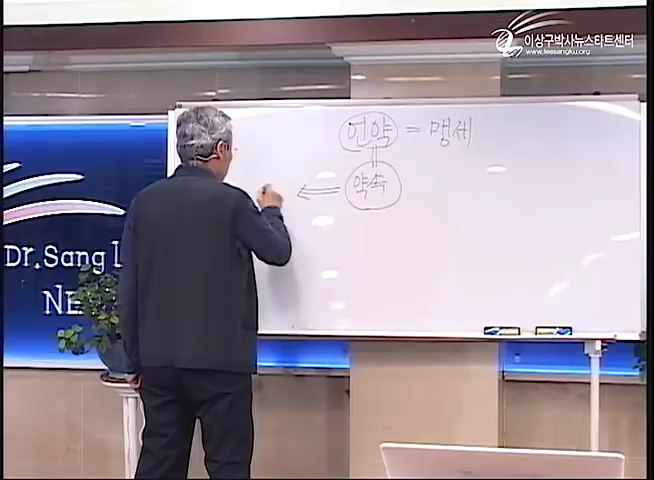 이상구박사뉴스타트센터
www.leesangku.org
언약 = 맹세
약속
Dr. Sang
NE